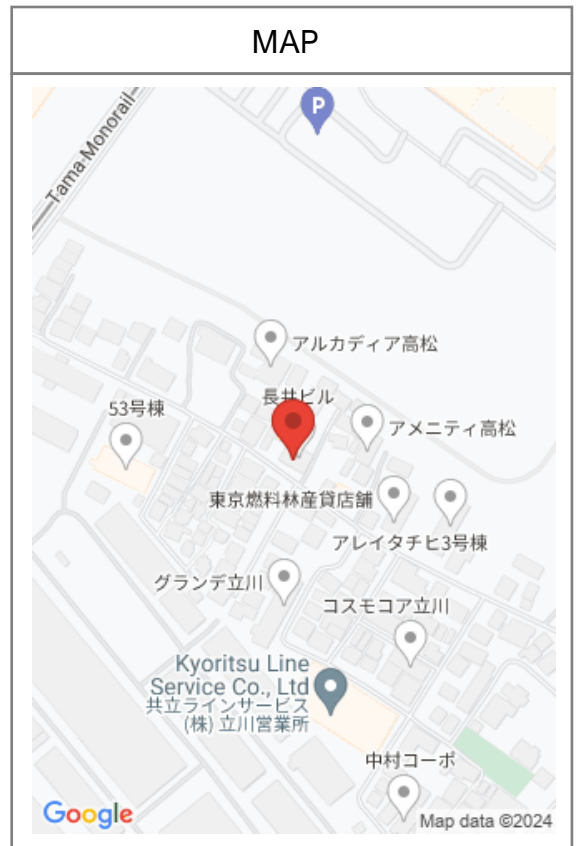 MAP
Tama-Monorail
P
アルカディア高松
長井ビル
53号棟
アメニティ高松
東京燃料林産貸店舗
アレイタチヒ3号棟
グランデ立川
コスモコア立川
Kyoritsu Line
Service Co., Ltd
共立ラインサービス
(株) 立川営業所
中村コーポ
Google
Map data ©2024